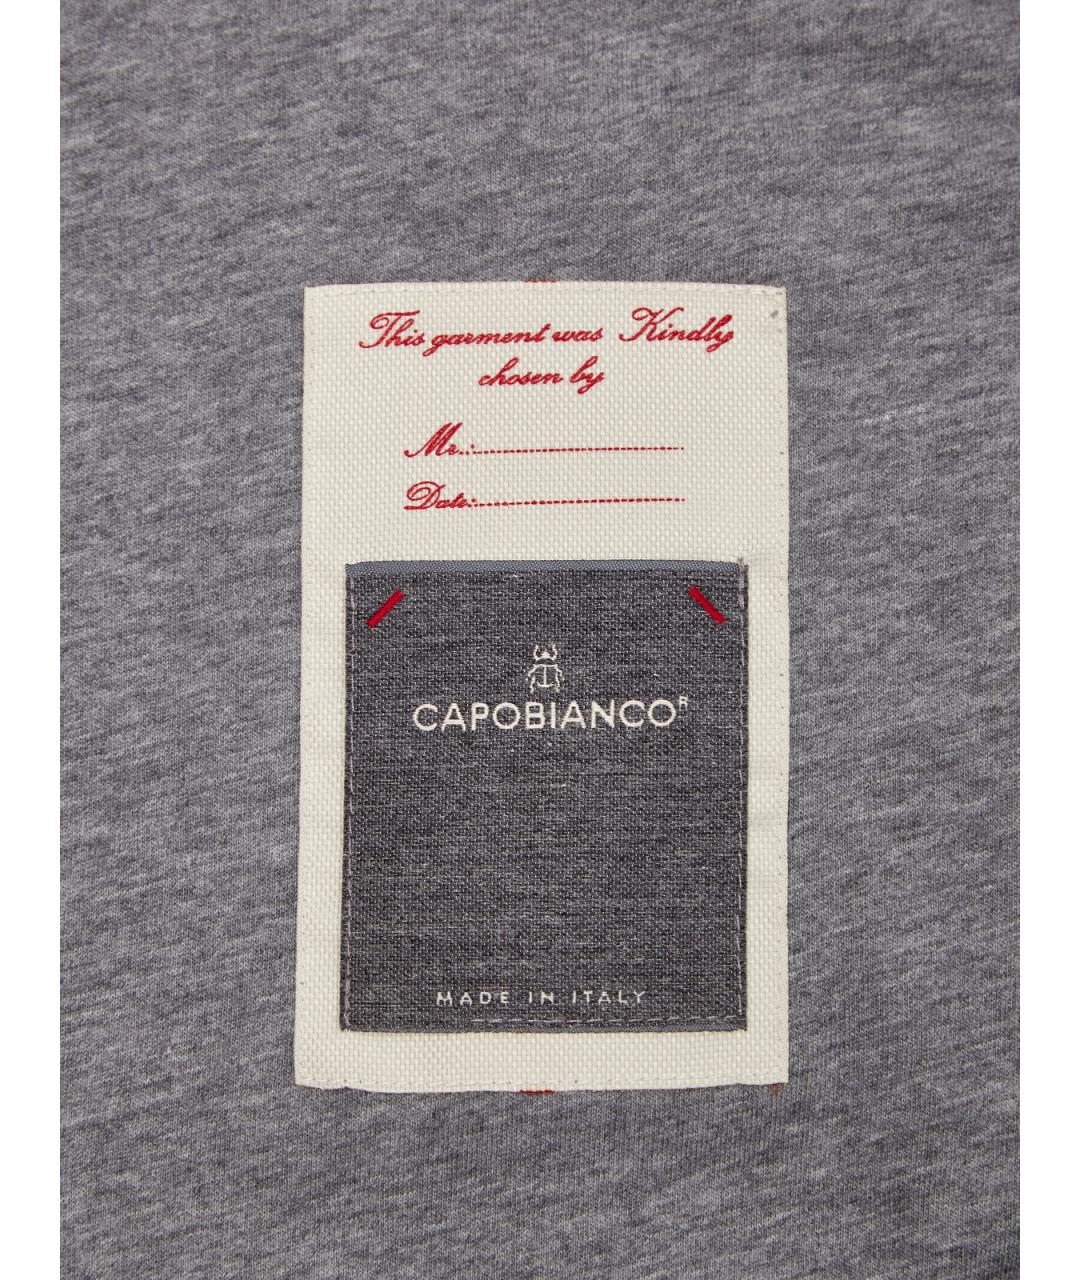 This garment was Kindly
chosen by
Mr.:........................................
Date:........................................
CAPOBIANCO®
MADE IN ITALY